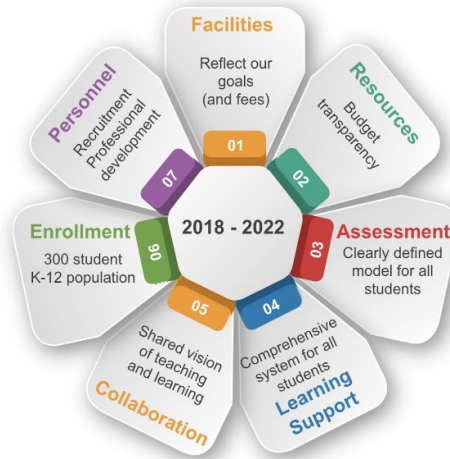 Facilities
Reflect our
goals
(and fees)
01
Resources
Budget
transparency
02
Assessment
Clearly defined
model for all
students
03
Comprehensive
system for all
students
Learning
Support
04
Shared vision
of teaching
and learning
Collaboration
05
Enrollment
300 student
K-12 population
06
Personnel
Recruitment
Professional
development
07
2018 - 2022